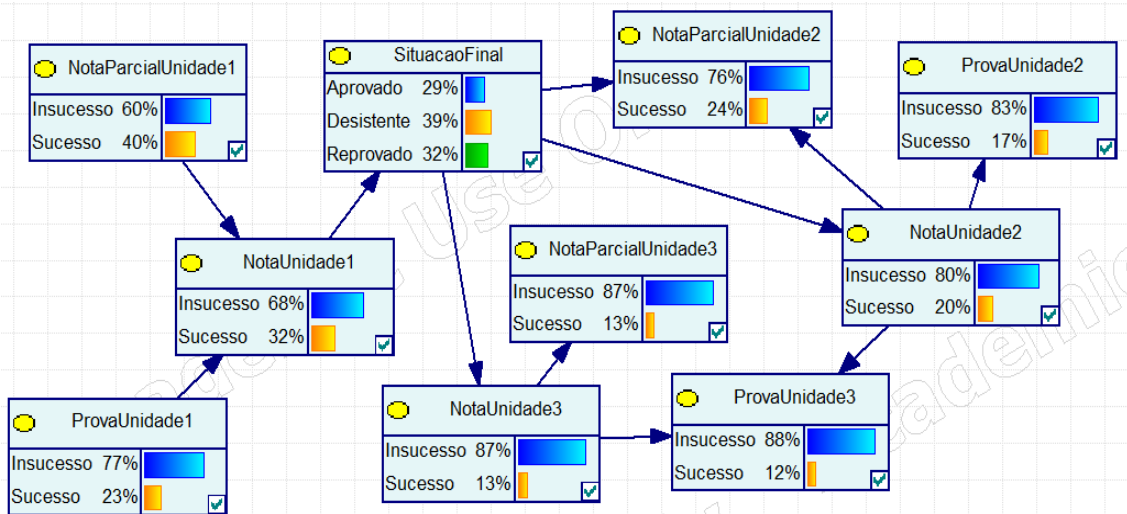 NotaParcialUnidade1
Insucesso 60%
Sucesso 40%
SituacaoFinal
Aprovado 29%
Desistente 39%
Reprovado 32%
NotaParcialUnidade2
Insucesso 76%
Sucesso 24%
ProvaUnidade2
Insucesso 83%
Sucesso 17%
NotaUnidade1
Insucesso 68%
Sucesso 32%
NotaParcialUnidade3
Insucesso 87%
Sucesso 13%
NotaUnidade2
Insucesso 80%
Sucesso 20%
ProvaUnidade1
Insucesso 77%
Sucesso 23%
NotaUnidade3
Insucesso 87%
Sucesso 13%
ProvaUnidade3
Insucesso 88%
Sucesso 12%
Use